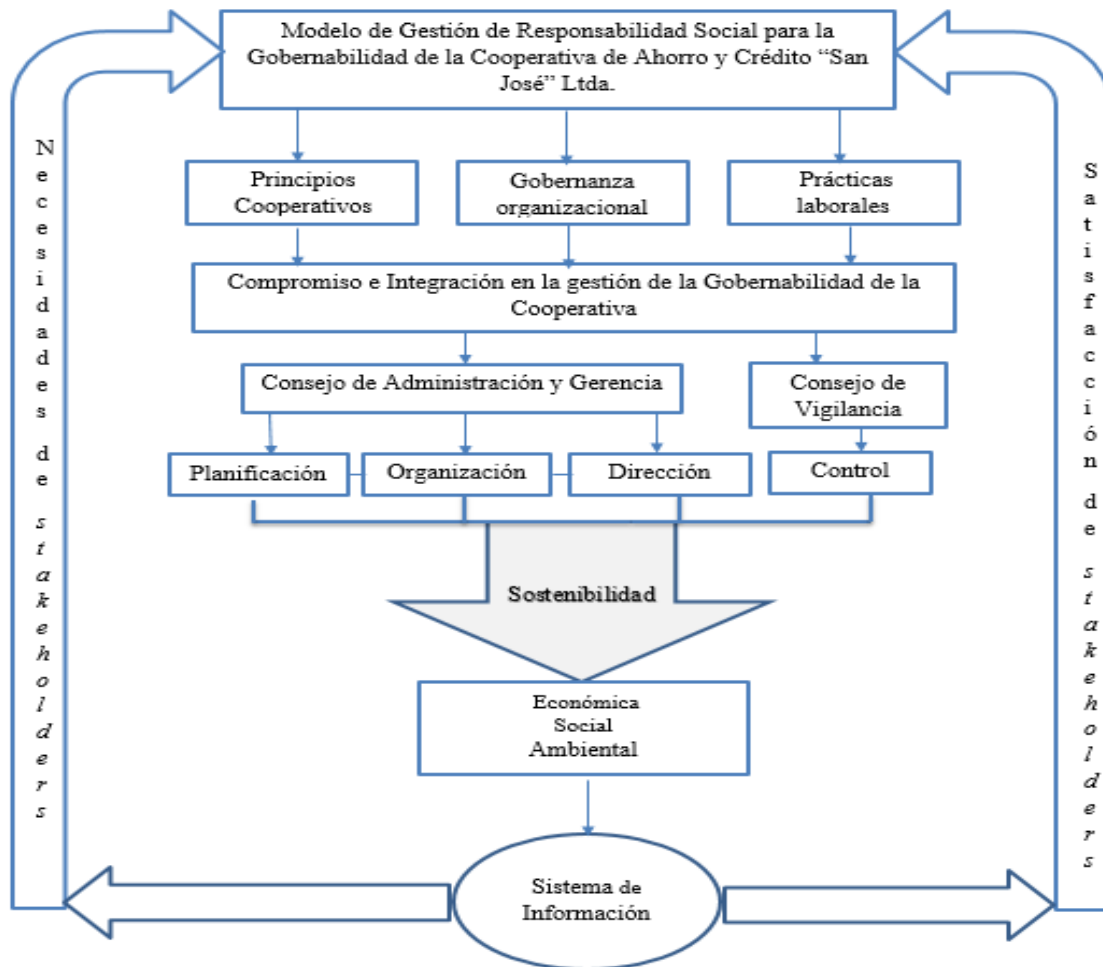 Modelo de Gestión de Responsabilidad Social para la
Gobernabilidad de la Cooperativa de Ahorro y Crédito “San
José” Ltda.
Principios
Cooperativos
Gobernanza
organizacional
Prácticas
laborales
Compromiso e Integración en la gestión de la Gobernabilidad de la
Cooperativa
Consejo de Administración y Gerencia
Consejo de
Vigilancia
Planificación
Organización
Dirección
Control
Sostenibilidad
Económica
Social
Ambiental
Sistema de
Información
Necesidades de stakeholders
Satisfacción de stakeholders